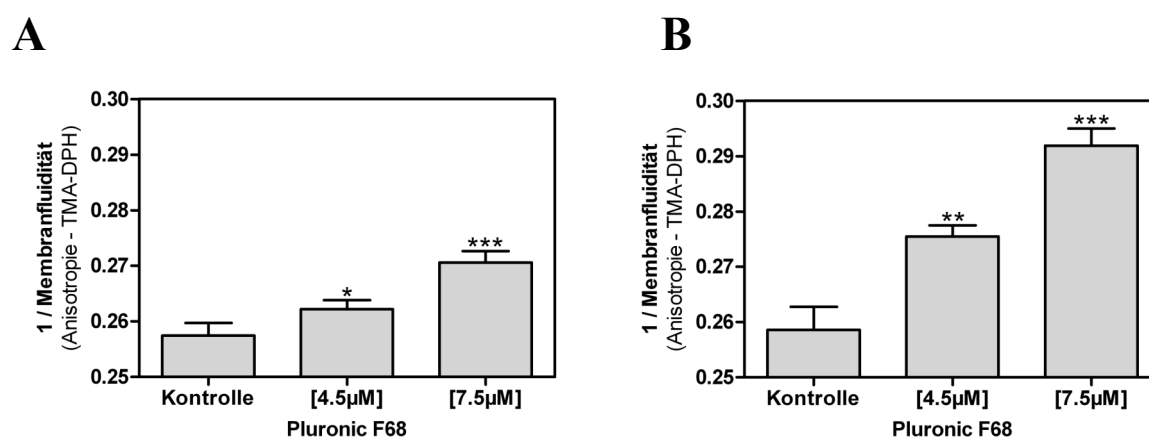 A
1 / Membranfluidität
(Anisotropie - TMA-DPH)
0.30
0.29
0.28
0.27
0.26
0.25
*
***
Kontrolle [4.5µM] [7.5µM]
Pluronic F68
B
1 / Membranfluidität
(Anisotropie - TMA-DPH)
0.30
0.29
0.28
0.27
0.26
0.25
**
***
Kontrolle [4.5µM] [7.5µM]
Pluronic F68